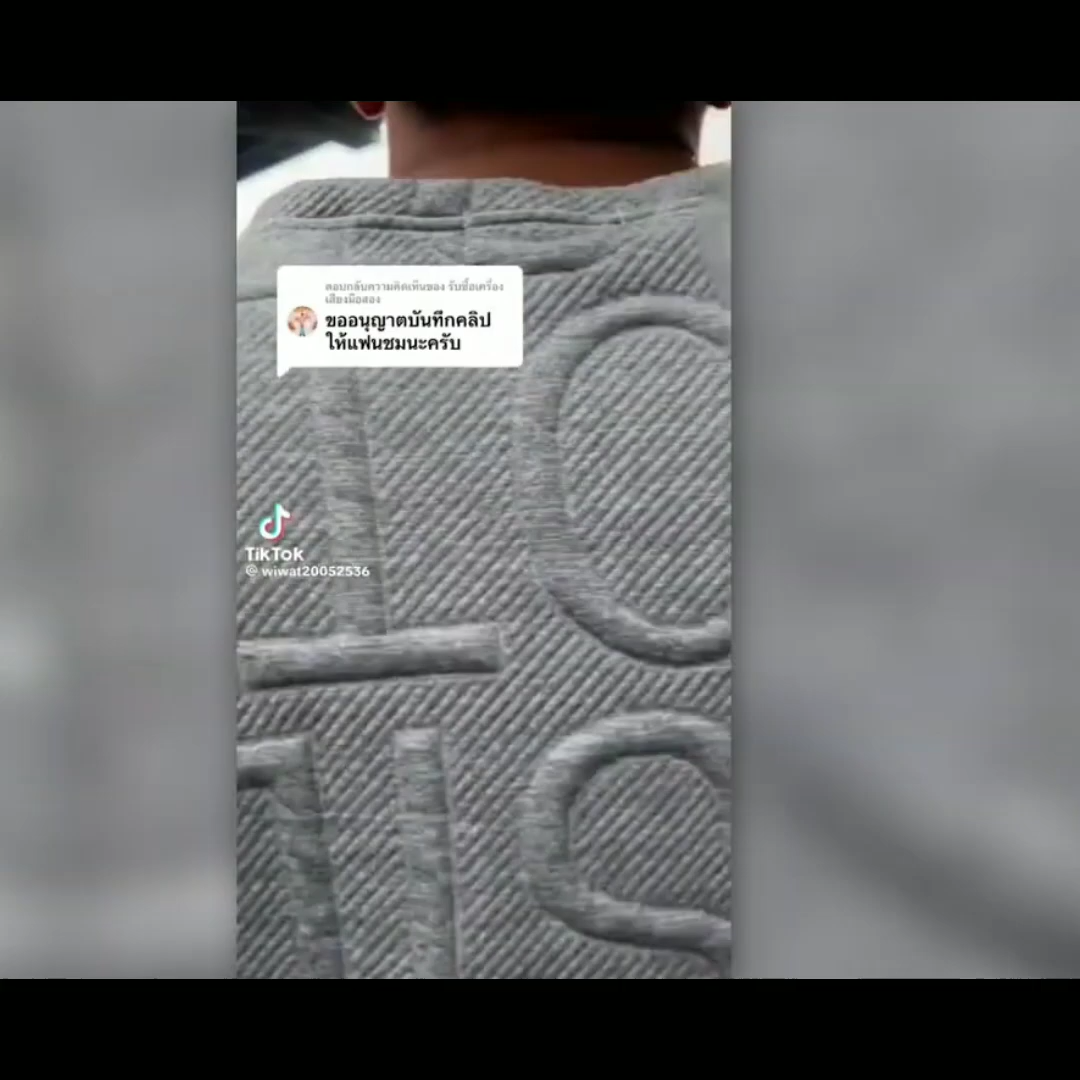 ตอบกลับความคิดเห็นของ รับซื้อเครื่อง
เสียงมือสอง
ขออนุญาตบันทึกคลิป
ให้แฟนชมนะครับ
TikTok
@ wiwat20052536